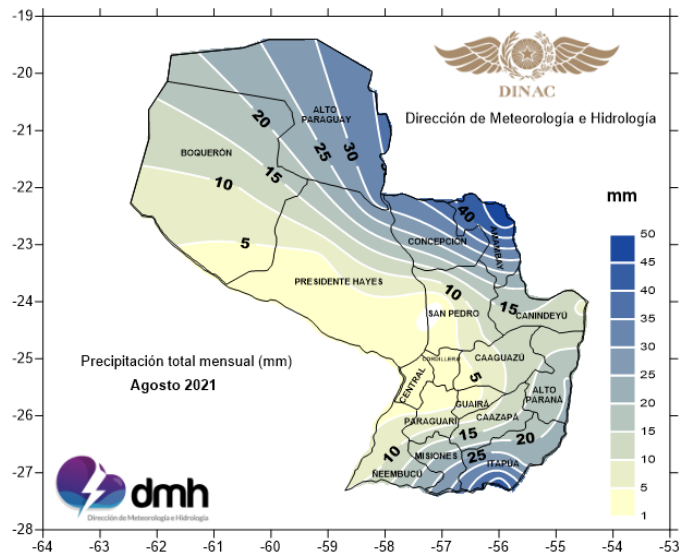 DINAC
Dirección de Meteorología e Hidrología
ALTO
PARAGUAY
BOQUERÓN
PRESIDENTE HAYES
CONCEPCIÓN
AMAMBAY
SAN PEDRO
CANINDEYÚ
CORDILLERA
CENTRAL
CAAGUAZÚ
ALTO
PARANÁ
GUAIRÁ
CAAZAPÁ
PARAGUARÍ
MISIONES
ÑEEMBUCÚ
ITAPÚA
20
25
30
15
10
5
40
10
15
5
15
20
10
25
Precipitación total mensual (mm)
Agosto 2021
dmh
Dirección de Meteorología e Hidrología
mm
50
45
40
35
30
25
20
15
10
5
1
-19
-20
-21
-22
-23
-24
-25
-26
-27
-28
-64
-63
-62
-61
-60
-59
-58
-57
-56
-55
-54
-53